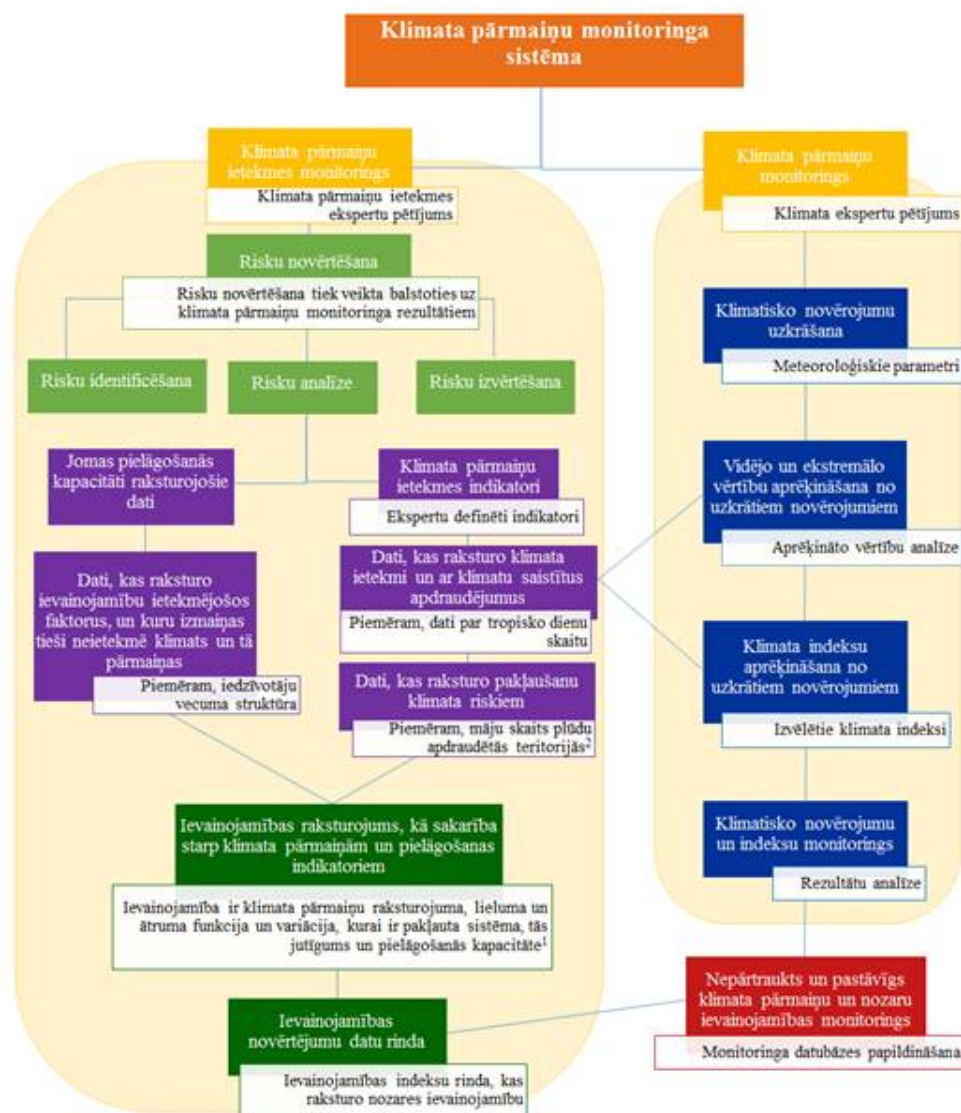 Klimata pārmaiņu monitoringa
sistēma
Klimata pārmaiņu
ietekmes monitorings
Klimata pārmaiņu ietekmes
ekspertu pētījums
Risku novērtēšana
Risku novērtēšana tiek veikta balstoties uz
klimata pārmaiņu monitoringa rezultātiem
Risku identificēšana
Risku analīze
Risku izvērtēšana
Jomas pielāgošanās
kapacitāti raksturojošie
dati
Dati, kas raksturo
ievainojamību ietekmējošos
faktorus, un kuru izmaiņas
tieši neietekmē klimats un tā
pārmaiņas
Piemēram, iedzīvotāju
vecuma struktūra
Klimata pārmaiņu
ietekmes indikatori
Ekspertu definēti indikatori
Dati, kas raksturo klimata
ietekmi un ar klimatu saistītus
apdraudējumus
Piemēram, dati par tropisko dienu
skaitu
Dati, kas raksturo pakļaušanu
klimata riskiem
Piemēram, māju skaits plūdu
apdraudētās teritorijās²
Ievainojamības raksturojums, kā sakarība
starp klimata pārmaiņām un pielāgošanas
indikatoriem
Ievainojamība ir klimata pārmaiņu raksturojuma, lieluma un
ātruma funkcija un variācija, kurai ir pakļauta sistēma, tās
jutīgums un pielāgošanās kapacitāte¹
Ievainojamības
novērtējumu datu rinda
Ievainojamības indeksu rinda, kas
raksturo nozares ievainojamību
Klimata pārmaiņu
monitorings
Klimata ekspertu pētījums
Klimatisko novērojumu
uzkrāšana
Meteoroloģiskie parametri
Vidējo un ekstremālo
vērtību aprēķināšana no
uzkrātiem novērojumiem
Aprēķināto vērtību analīze
Klimata indeksu
aprēķināšana no
uzkrātiem novērojumiem
Izvēlētie klimata indeksi
Klimatisko novērojumu
un indeksu monitorings
Rezultātu analīze
Nepārtraukts un pastāvīgs
klimata pārmaiņu un nozaru
ievainojamības monitorings
Monitoringa datubāzes papildināšana